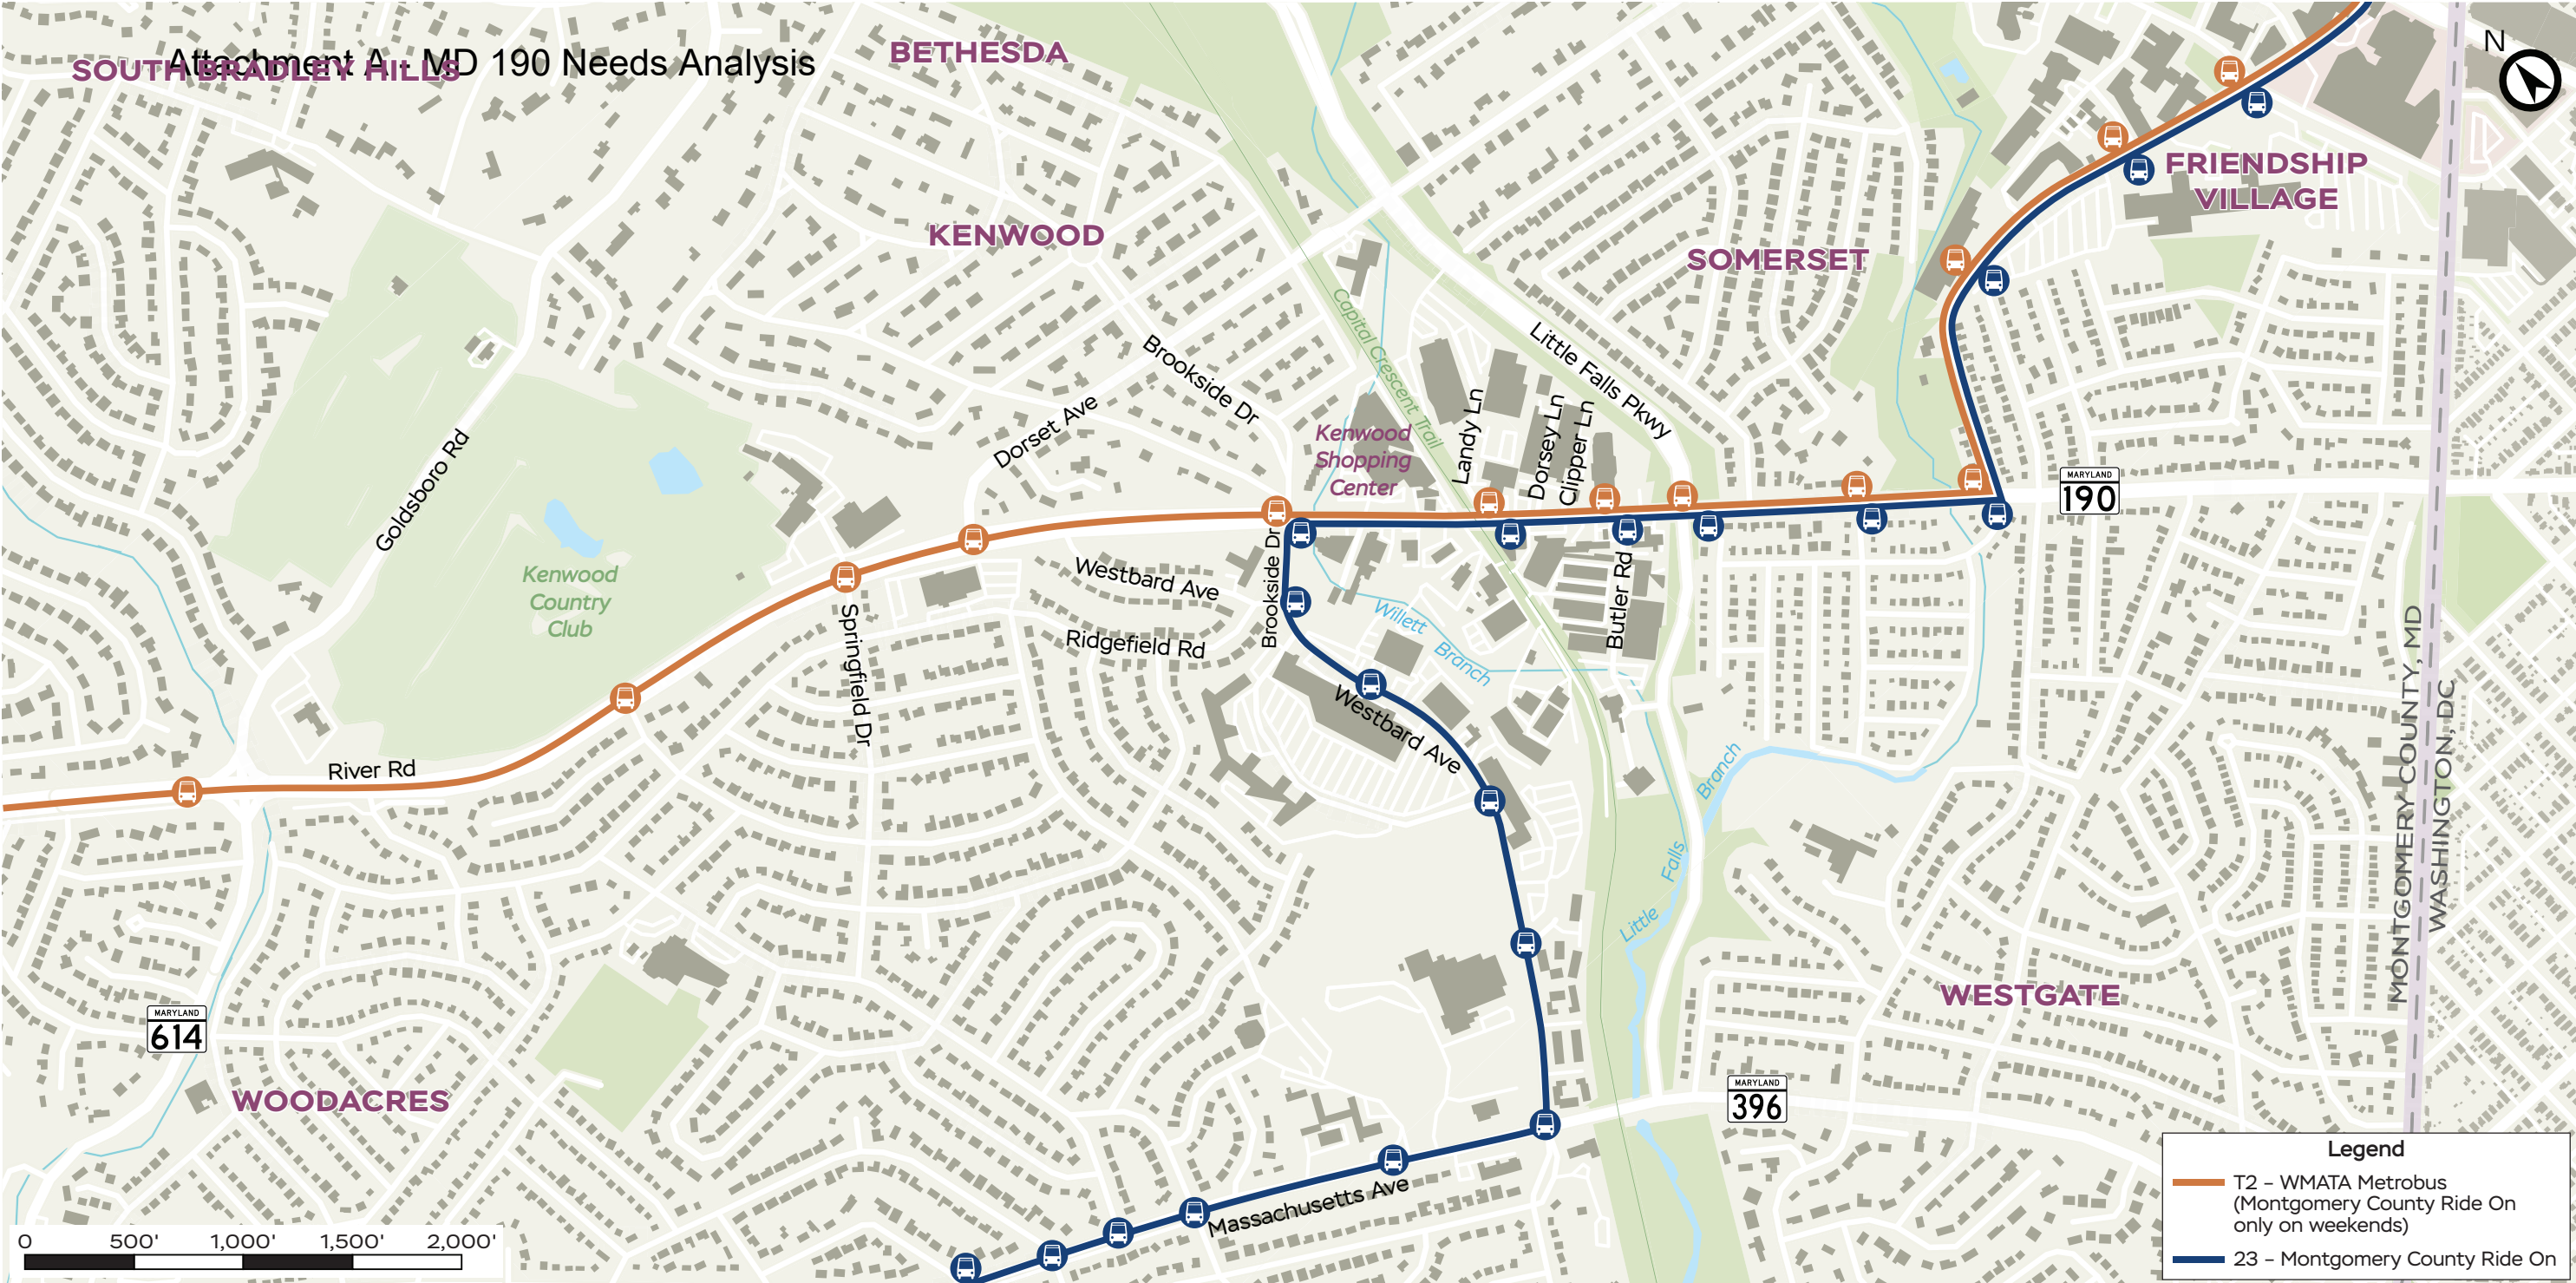 Attachment A - MD 190 Needs Analysis
SOUTH BRADLEY HILLS
BETHESDA
N
FRIENDSHIP
VILLAGE
KENWOOD
SOMERSET
Capital Crescent Trail
Little Falls Pkwy
Brookside Dr
Dorset Ave
Goldsboro Rd
Kenwood
Shopping
Center
Landy Ln
Dorsey Ln
Clipper Ln
MARYLAND
190
Kenwood
Country
Club
Westbard Ave
Brookside Dr
Ridgefield Rd
Springfield Dr
Willett
Branch
Butler Rd
Westbard Ave
River Rd
Branch
Falls
Little
MONTGOMERY COUNTY, MD
WASHINGTON, DC
WESTGATE
MARYLAND
614
WOODACRES
MARYLAND
396
Massachusetts Ave
0 500' 1,000' 1,500' 2,000'
Legend
T2 – WMATA Metrobus
(Montgomery County Ride On
only on weekends)
23 – Montgomery County Ride On